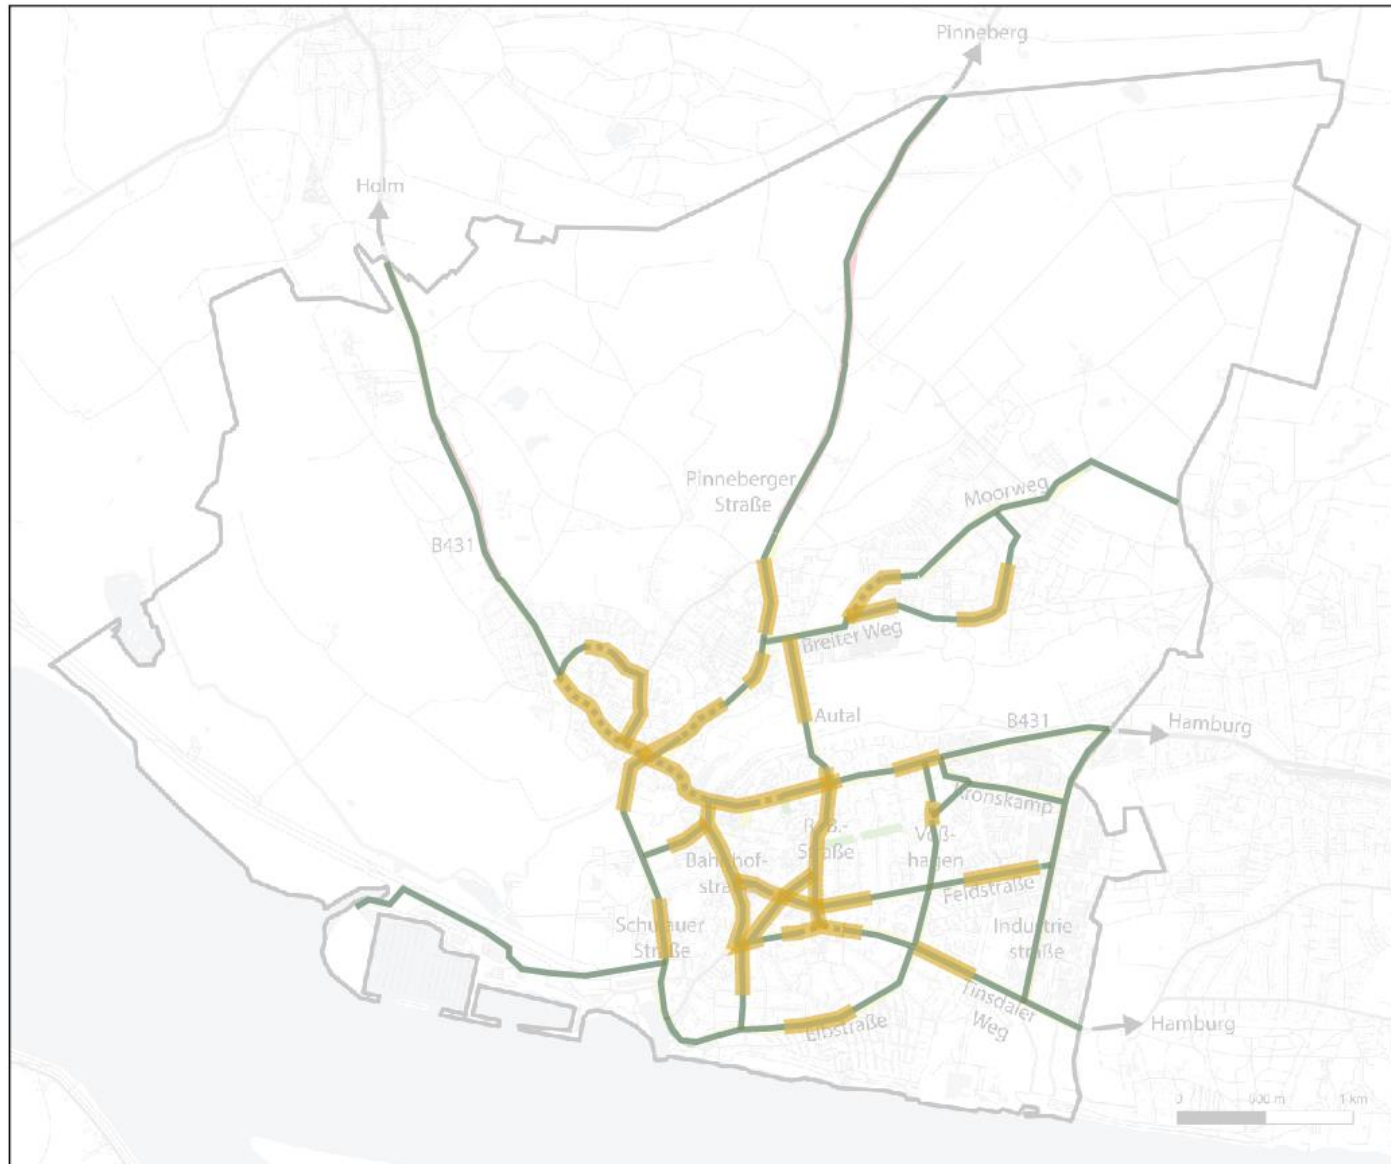 Pinneberg
Holm
Pinneberger
Straße
Moorweg
B431
Breiter Weg
Autal
B431
Hamburg
Kronskamp
Straße
Voß-
hagen
Bahnhof-
Feldstraße
Schulauer
Straße
Industrie
straße
Tinsdaler
Weg
Elbstraße
Hamburg
0
500 m
1 km